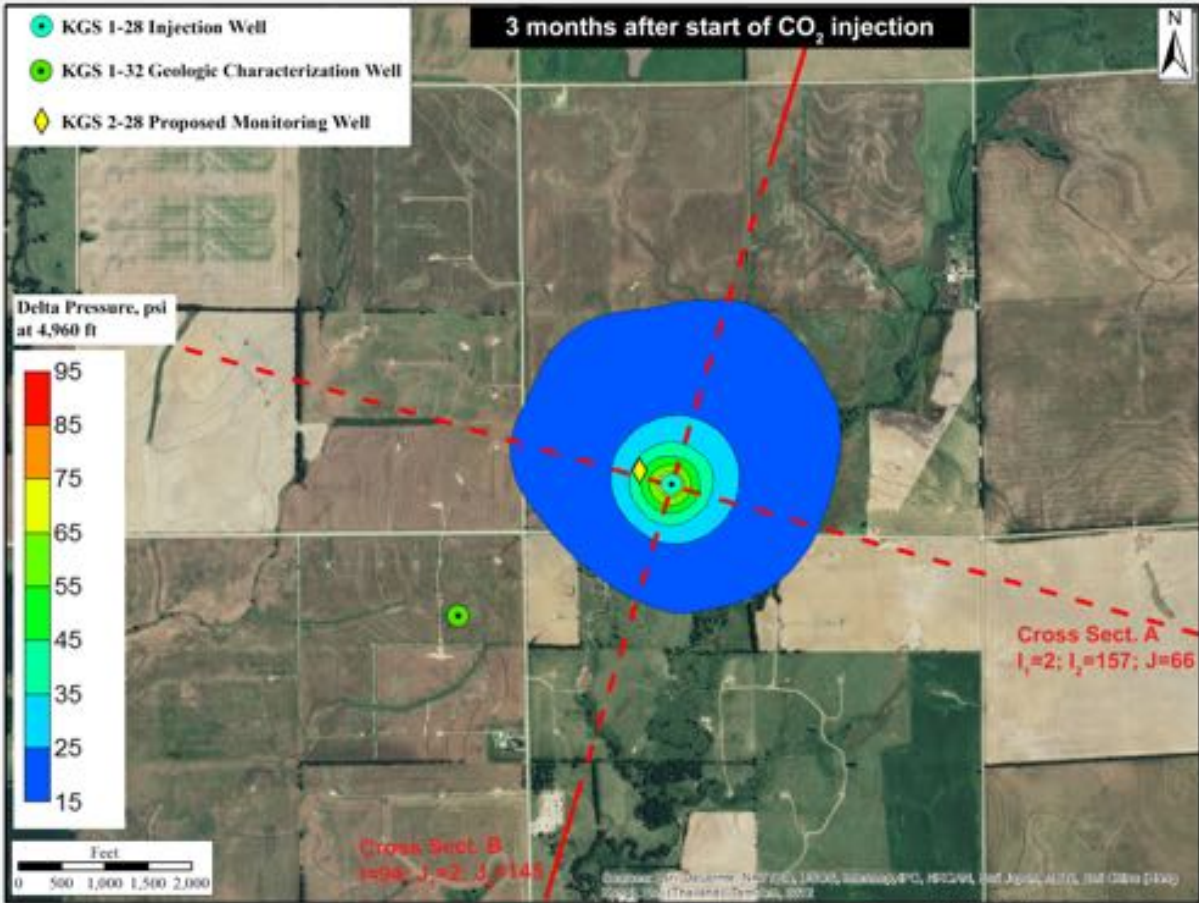 3 months after start of CO₂ injection
N
KGS 1-28 Injection Well
KGS 1-32 Geologic Characterization Well
KGS 2-28 Proposed Monitoring Well
Delta Pressure, psi
at 4,960 ft
95
85
75
65
55
45
35
25
15
Cross Sect. A
I₁=2; I₂=157; J=66
Cross Sect. B
Feet
0 500 1,000 1,500 2,000